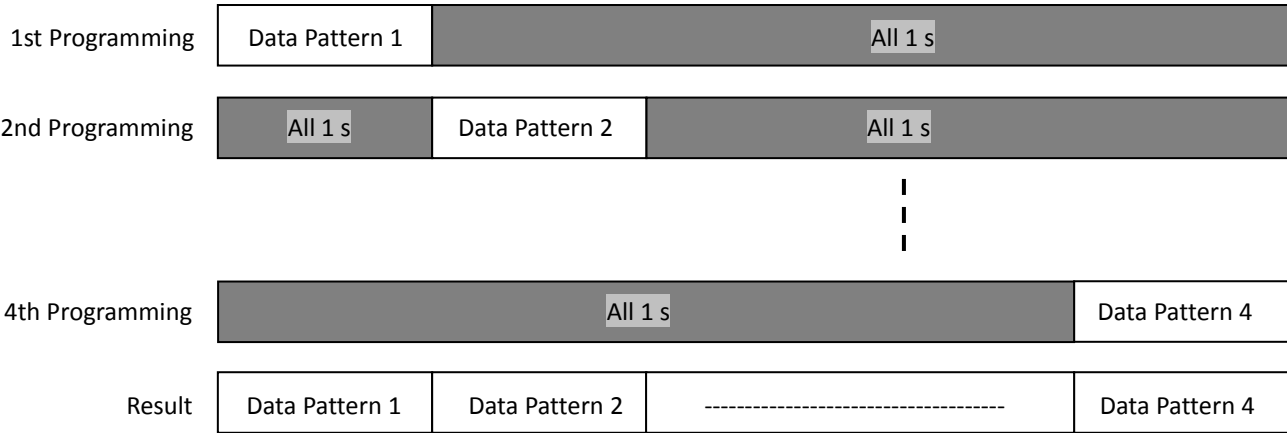 1st Programming Data Pattern 1 All 1 s
2nd Programming All 1 s Data Pattern 2 All 1 s
4th Programming All 1 s Data Pattern 4
Result Data Pattern 1 Data Pattern 2 ------------------------------------- Data Pattern 4